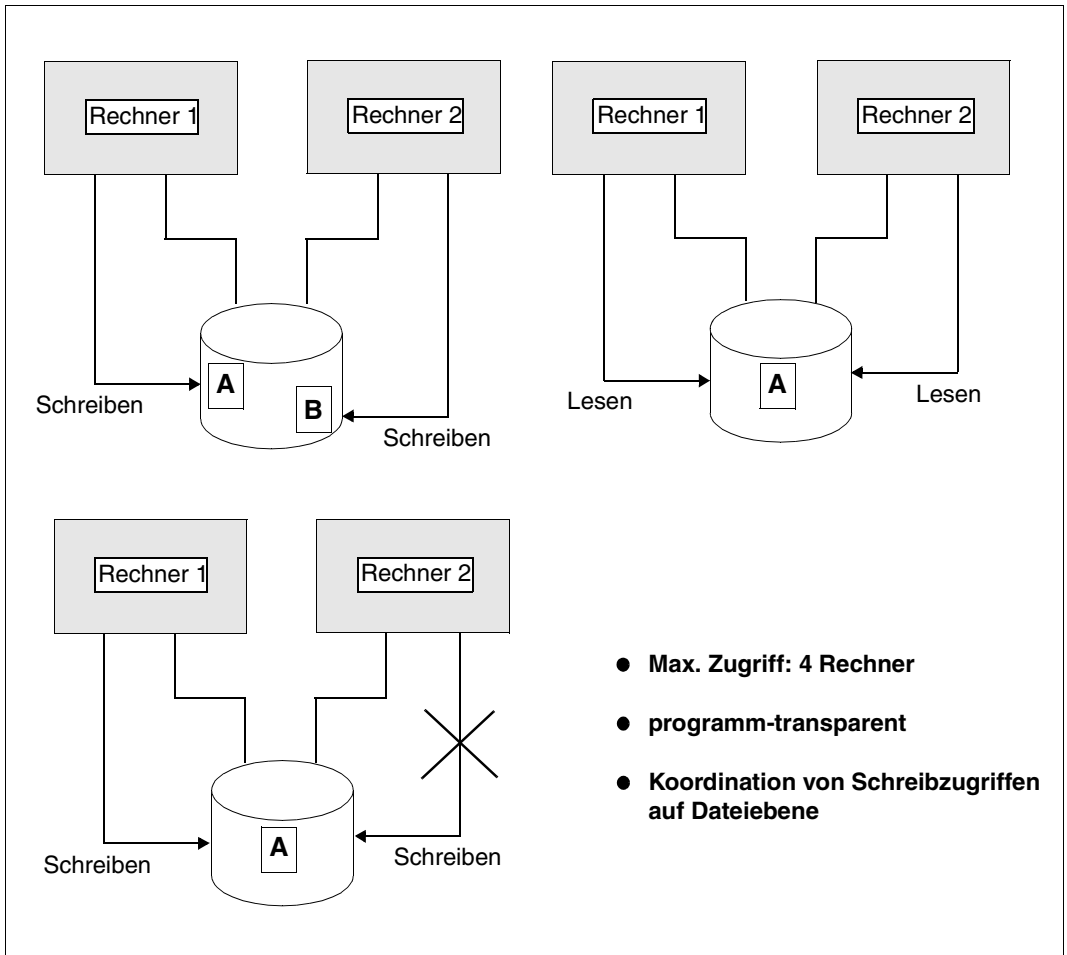 Rechner 1
Rechner 2
A
B
Schreiben
Schreiben
Rechner 1
Rechner 2
A
Lesen
Lesen
Rechner 1
Rechner 2
A
Schreiben
Schreiben
● Max. Zugriff: 4 Rechner
● programm-transparent
● Koordination von Schreibzugriffen
auf Dateiebene